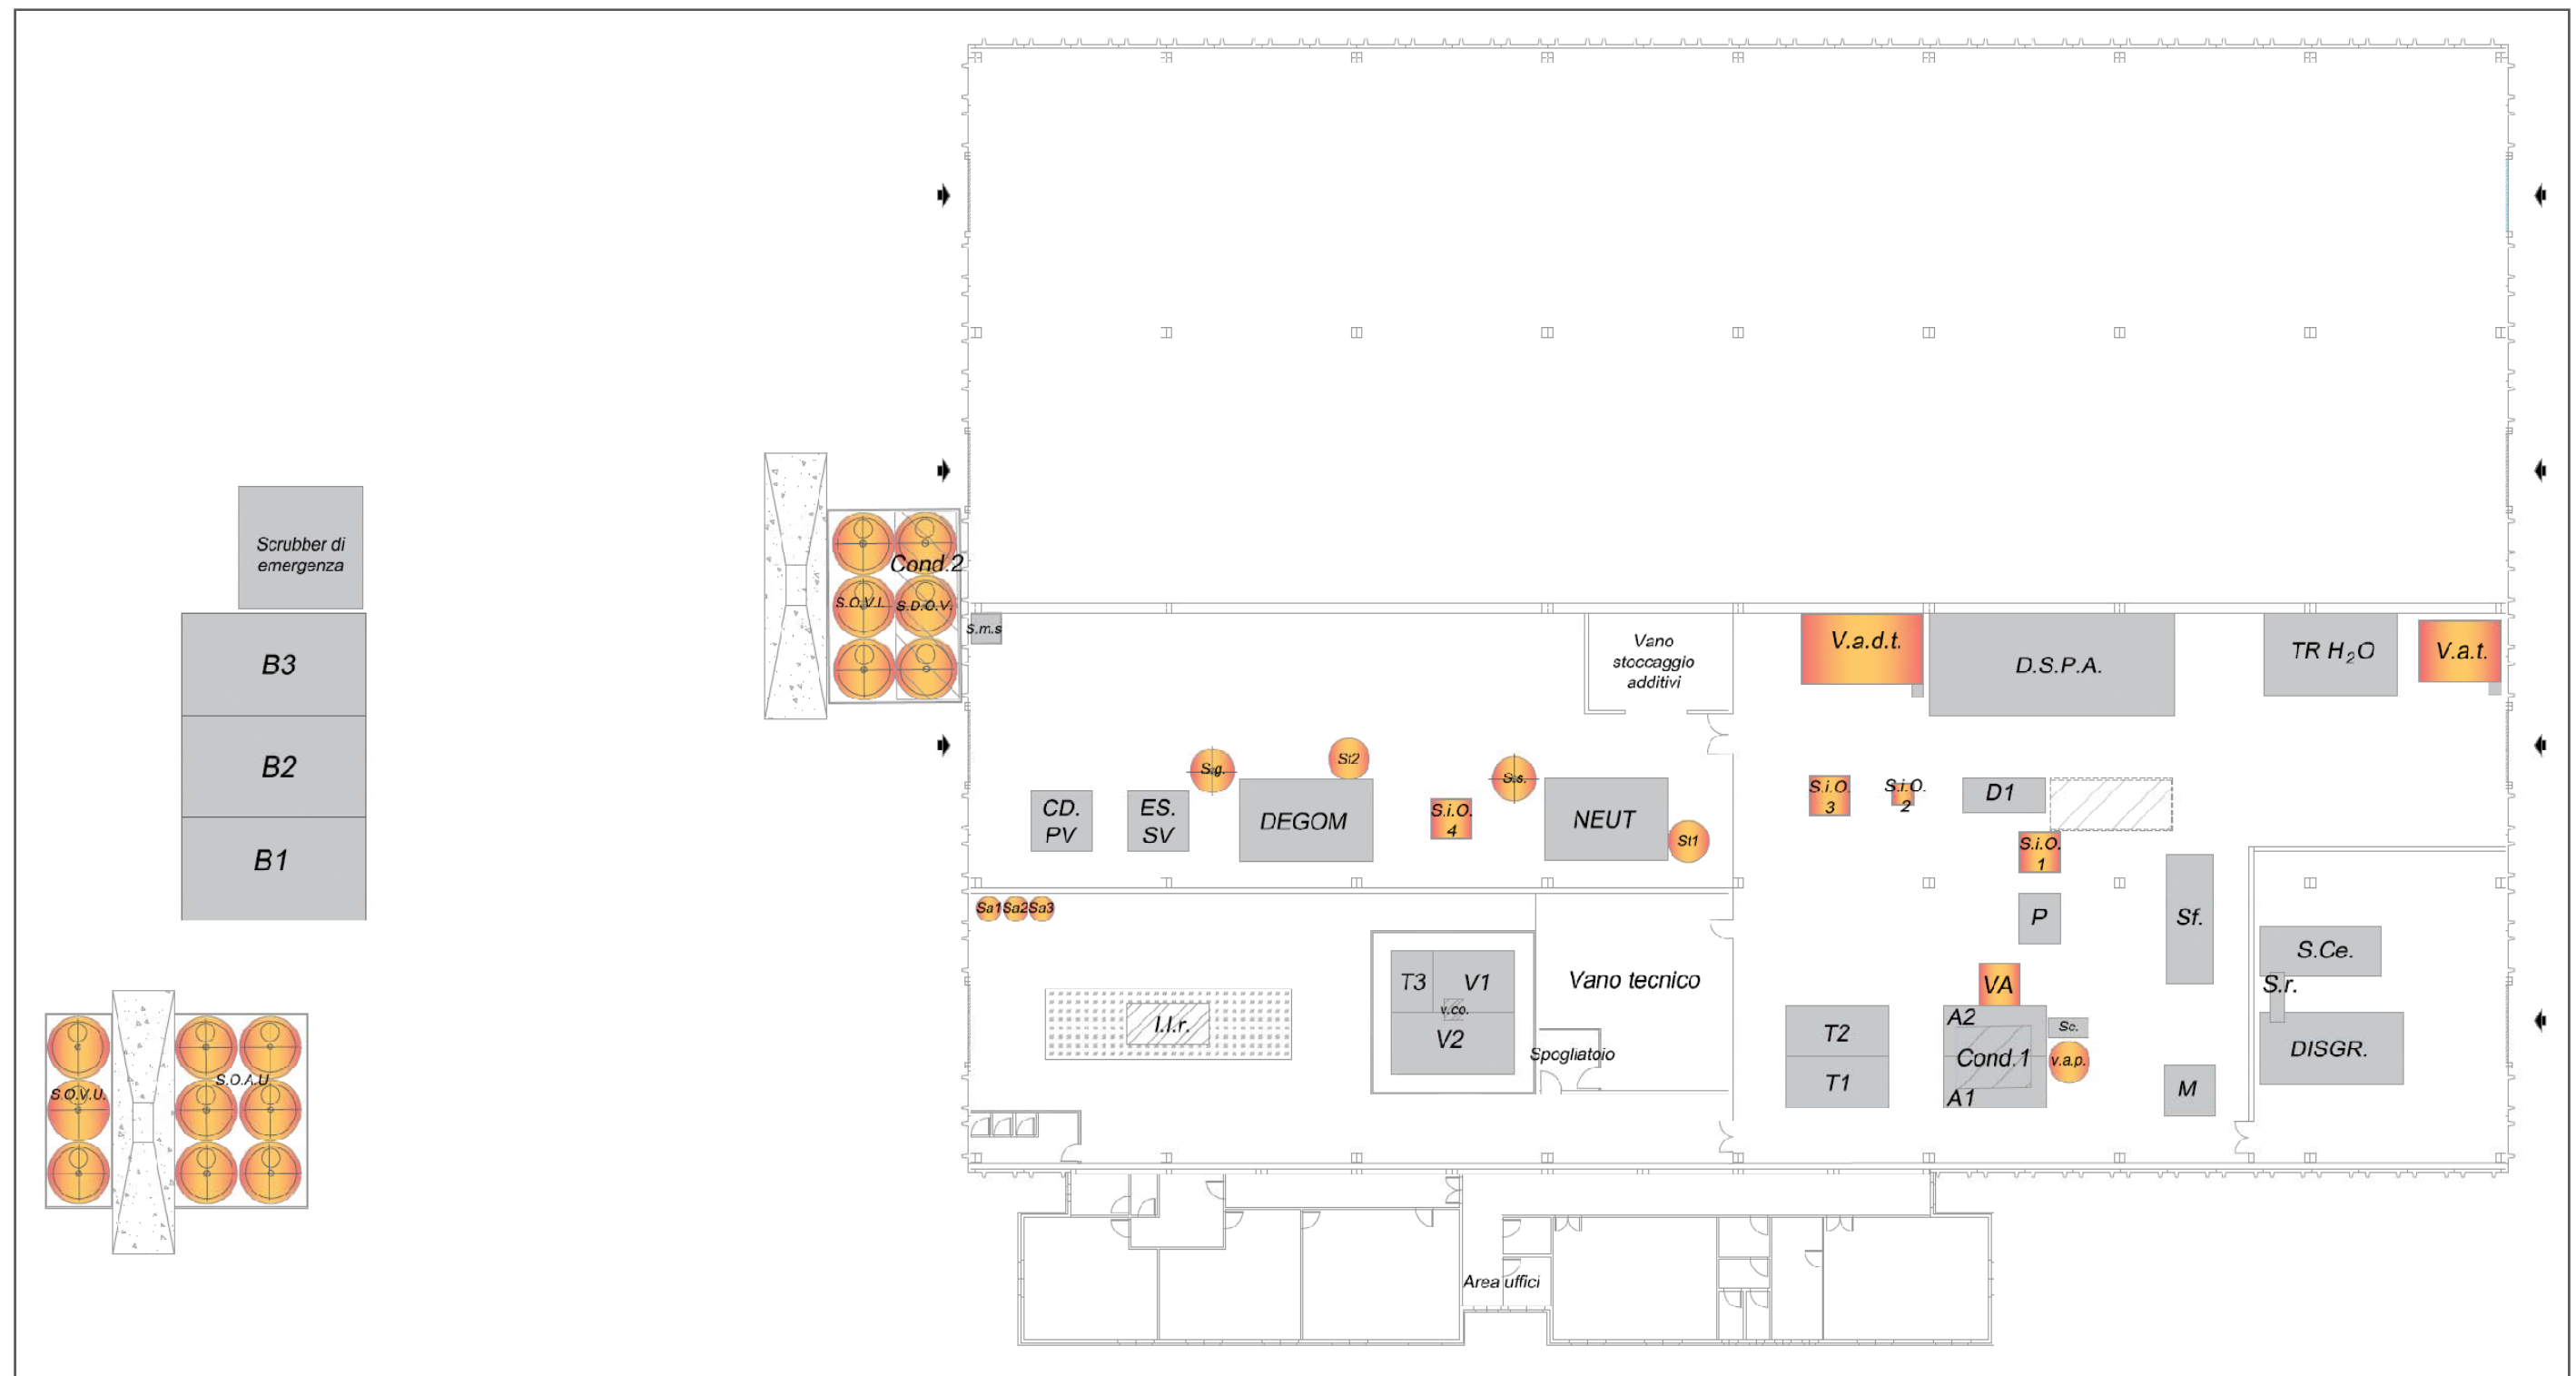 Scrubber di
emergenza
B3
B2
B1
S.O.V.U.
S.O.A.U
Cond.2
S.O.V.I.
S.D.O.V.
S.m.s
Vano
stoccaggio
additivi
V.a.d.t.
D.S.P.A.
TR H₂O
V.a.t.
S.g.
St2
S.s.
CD.
PV
ES.
SV
DEGOM
S.i.O.
4
NEUT
St1
S.i.O.
3
S.i.O.
2
D1
S.i.O.
1
P
Sf.
S.Ce.
S.r.
DISGR.
Sa1
Sa2
Sa3
T3
V1
v.co.
V2
Vano tecnico
Spogliatoio
VA
T2
T1
A2
Cond.1
A1
Sc.
v.a.p.
M
Area uffici